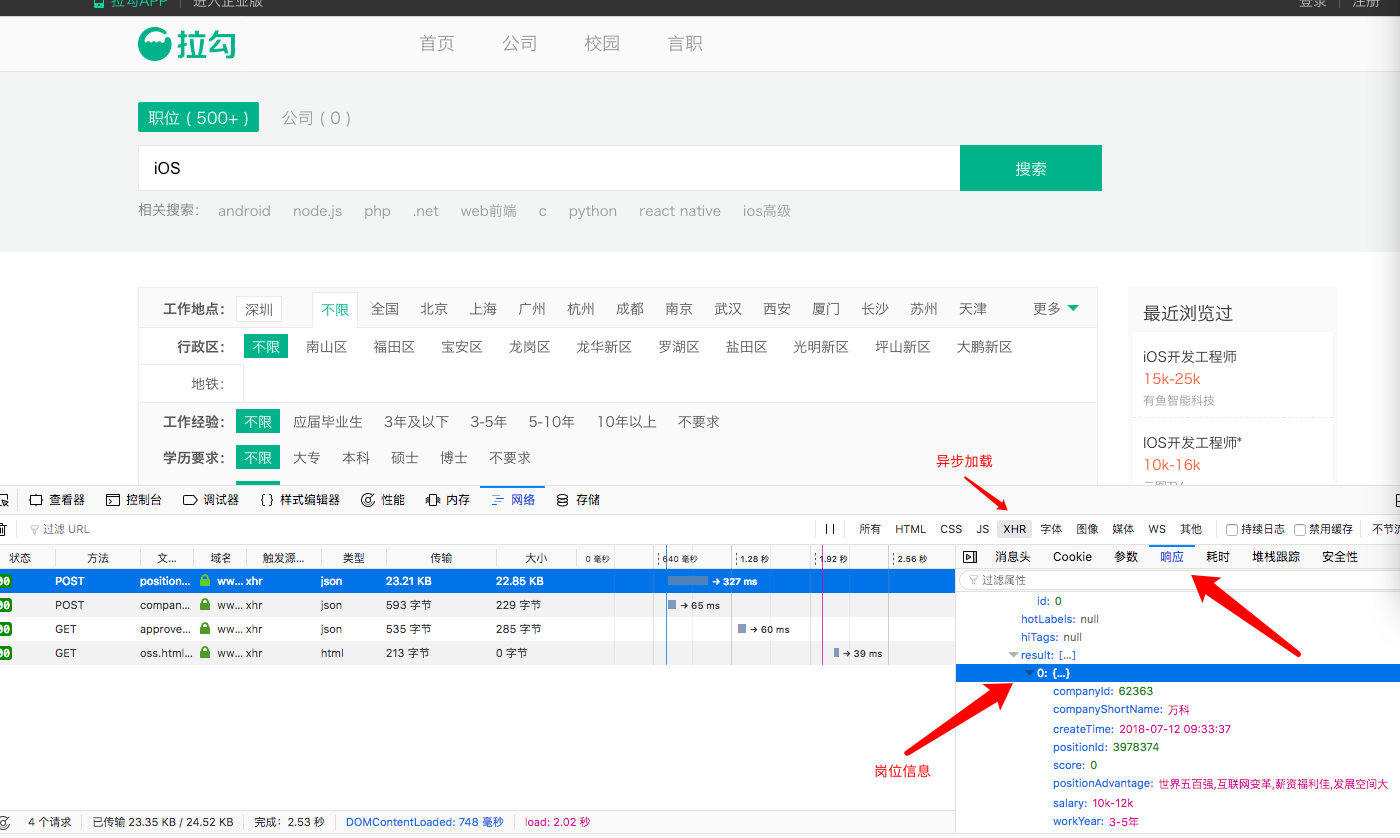 拉勾APP 进入企业版 登录 注册
拉勾 首页 公司 校园 言职
职位 ( 500+ ) 公司 ( 0 )
iOS 搜索
相关搜索: android node.js php .net web前端 c python react native ios高级
工作地点: 深圳 不限 全国 北京 上海 广州 杭州 成都 南京 武汉 西安 厦门 长沙 苏州 天津 更多
行政区: 不限 南山区 福田区 宝安区 龙岗区 龙华新区 罗湖区 盐田区 光明新区 坪山新区 大鹏新区
地铁:
工作经验: 不限 应届毕业生 3年及以下 3-5年 5-10年 10年以上 不要求
学历要求: 不限 大专 本科 硕士 博士 不要求
最近浏览过
iOS开发工程师
15k-25k
有鱼智能科技
IOS开发工程师*
10k-16k
异步加载
查看器 控制台 调试器 {} 样式编辑器 性能 内存 网络 存储
过滤 URL 所有 HTML CSS JS XHR 字体 图像 媒体 WS 其他 持续日志 禁用缓存 不节流
状态 方法 文... 域名 触发源... 类型 传输 大小 0 毫秒 640 毫秒 1.28 秒 1.92 秒 2.56 秒
00 POST position... ww... xhr json 23.21 KB 22.85 KB → 327 ms
00 POST compan... ww... xhr json 593 字节 229 字节 → 65 ms
00 GET approve... ww... xhr json 535 字节 285 字节 → 60 ms
00 GET oss.html... ww... xhr html 213 字节 0 字节 → 39 ms
消息头 Cookie 参数 响应 耗时 堆栈跟踪 安全性
过滤属性
id: 0
hotLabels: null
hiTags: null
result: [...]
0: {...}
companyId: 62363
companyShortName: 万科
createTime: 2018-07-12 09:33:37
positionId: 3978374
score: 0
positionAdvantage: 世界五百强,互联网变革,薪资福利佳,发展空间大
salary: 10k-12k
workYear: 3-5年
岗位信息
4 个请求 已传输 23.35 KB / 24.52 KB 完成: 2.53 秒 DOMContentLoaded: 748 毫秒 load: 2.02 秒